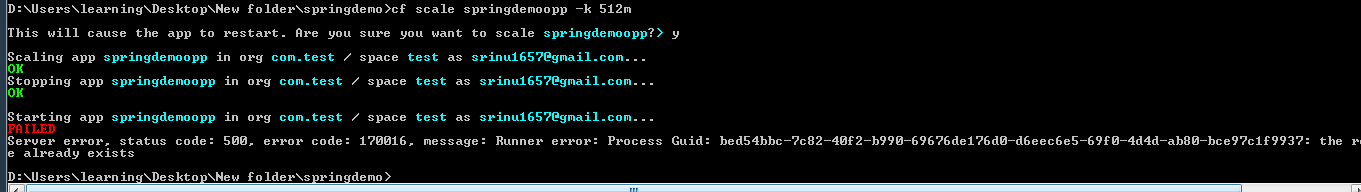 D:\Users\learning\Desktop\New folder\springdemo>cf scale springdemoopp -k 512m
This will cause the app to restart. Are you sure you want to scale springdemoopp?> y
Scaling app springdemoopp in org com.test / space test as srinu1657@gmail.com...
OK
Stopping app springdemoopp in org com.test / space test as srinu1657@gmail.com...
OK
Starting app springdemoopp in org com.test / space test as srinu1657@gmail.com...
FAILED
Server error, status code: 500, error code: 170016, message: Runner error: Process Guid: bed54bbc-7c82-40f2-b990-69676de176d0-d6eec6e5-69f0-4d4d-ab80-bce97c1f9937: the re
e already exists
D:\Users\learning\Desktop\New folder\springdemo>